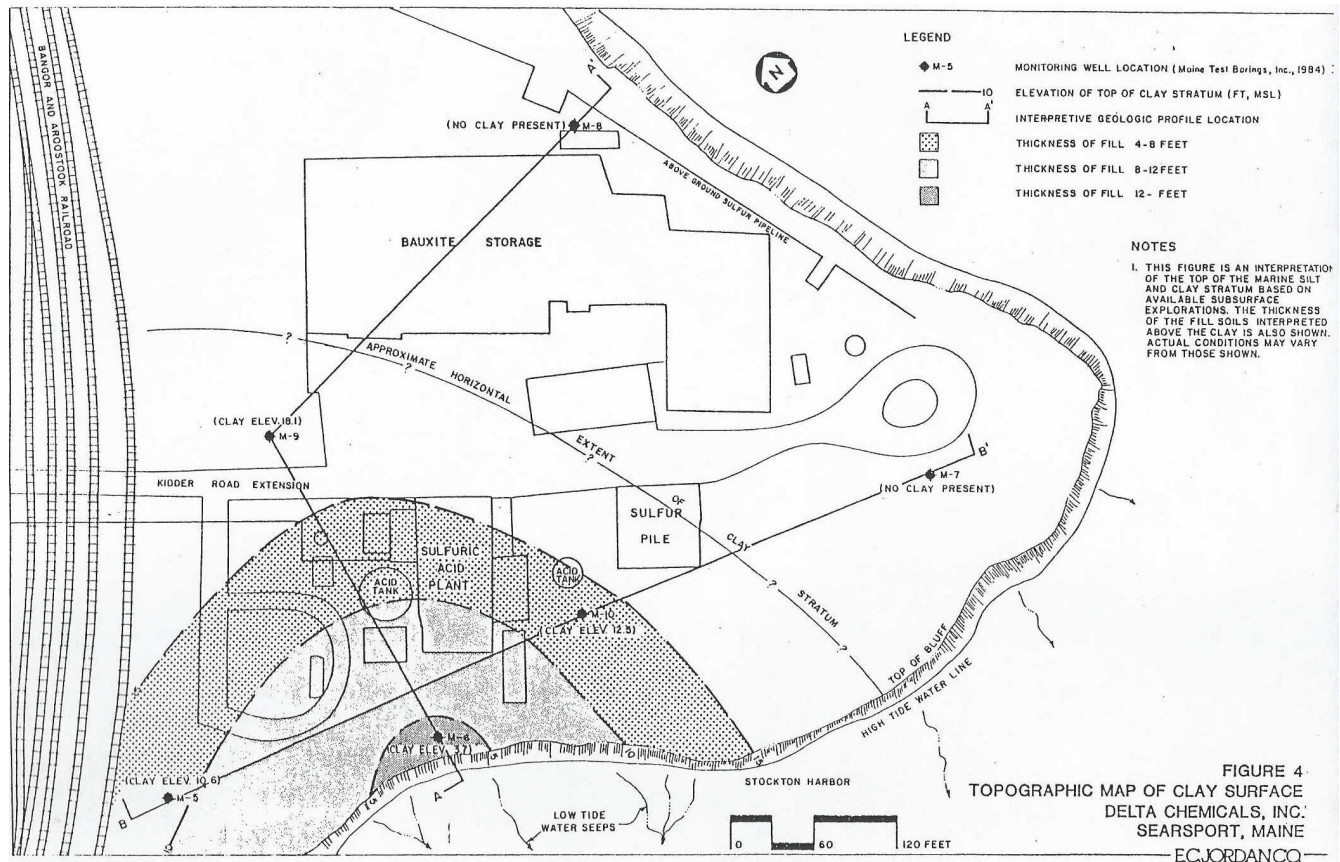 LEGEND
M-5 MONITORING WELL LOCATION (Maine Test Borings, Inc., 1984)
10 ELEVATION OF TOP OF CLAY STRATUM (FT, MSL)
A A'
INTERPRETIVE GEOLOGIC PROFILE LOCATION
THICKNESS OF FILL 4-8 FEET
THICKNESS OF FILL 8-12 FEET
THICKNESS OF FILL 12- FEET
NOTES
1. THIS FIGURE IS AN INTERPRETATION
OF THE TOP OF THE MARINE SILT
AND CLAY STRATUM BASED ON
AVAILABLE SUBSURFACE
EXPLORATIONS. THE THICKNESS
OF THE FILL SOILS INTERPRETED
ABOVE THE CLAY IS ALSO SHOWN.
ACTUAL CONDITIONS MAY VARY
FROM THOSE SHOWN.
N
BANGOR AND AROOSTOOK RAILROAD
A'
(NO CLAY PRESENT) M-8
ABOVE GROUND SULFUR PIPELINE
BAUXITE STORAGE
? APPROXIMATE ? HORIZONTAL EXTENT ? OF CLAY ? STRATUM ?
(CLAY ELEV. 18.1)
M-9
KIDDER ROAD EXTENSION
B'
M-7
(NO CLAY PRESENT)
SULFUR
PILE
SULFURIC
ACID
PLANT
ACID
TANK
ACID
TANK
M-10
(CLAY ELEV. 12.5)
M-6
(CLAY ELEV. 3.7)
(CLAY ELEV. 10.6)
M-5
B
A
5
5
10
15
TOP OF BLUFF
HIGH TIDE WATER LINE
STOCKTON HARBOR
LOW TIDE
WATER SEEPS
0 60 120 FEET
FIGURE 4
TOPOGRAPHIC MAP OF CLAY SURFACE
DELTA CHEMICALS, INC.
SEARSPORT, MAINE
E.C.JORDAN CO.